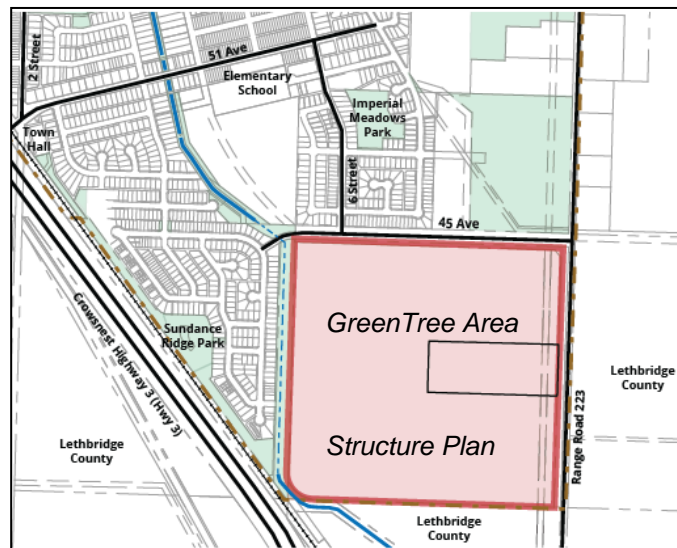 2 Street
51 Ave
Elementary
School
Imperial
Meadows
Park
Town
Hall
6 Street
45 Ave
Sundance
Ridge Park
Crowsnest Highway 3 (Hwy 3)
GreenTree Area
Structure Plan
Lethbridge
County
Range Road 223
Lethbridge
County
Lethbridge
County